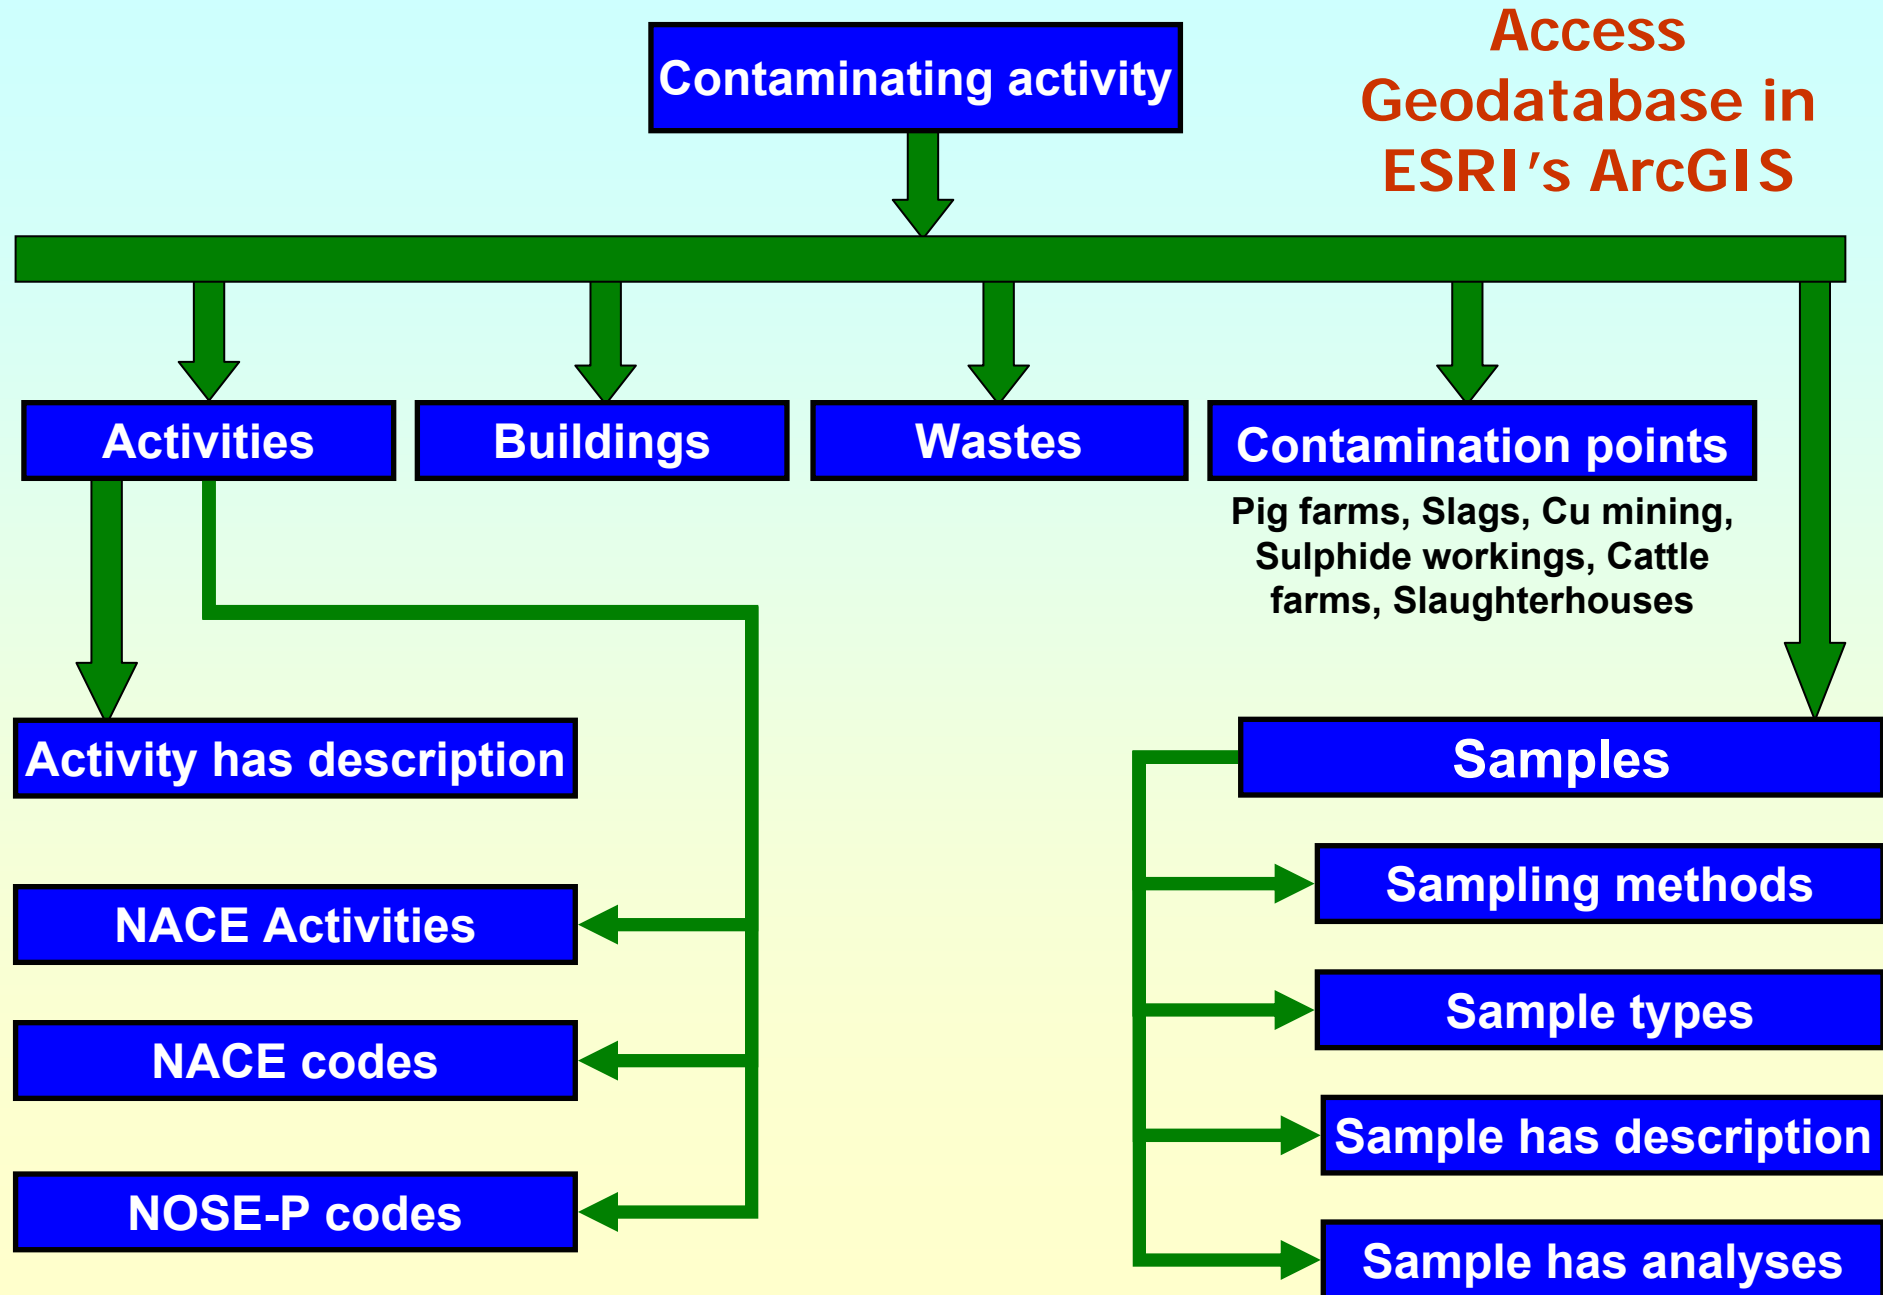 Access
Geodatabase in
ESRI's ArcGIS
Contaminating activity
Activities
Buildings
Wastes
Contamination points
Pig farms, Slags, Cu mining,
Sulphide workings, Cattle
farms, Slaughterhouses
Activity has description
NACE Activities
NACE codes
NOSE-P codes
Samples
Sampling methods
Sample types
Sample has description
Sample has analyses